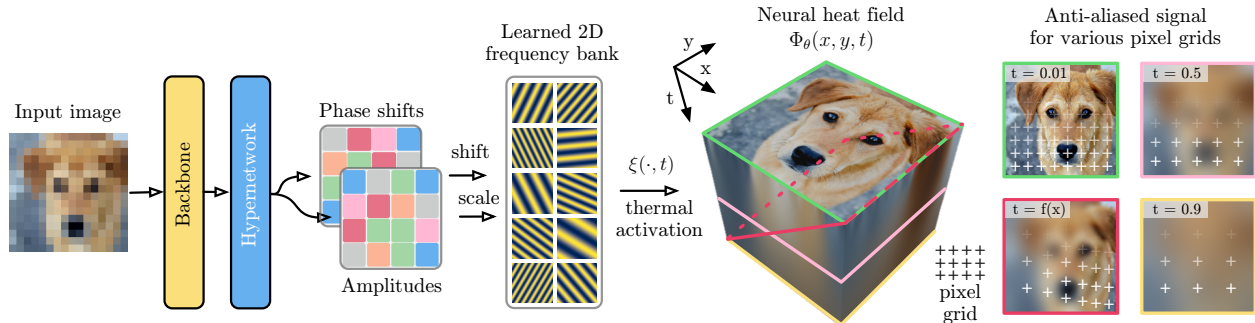 Input image
Backbone
Hypernetwork
Phase shifts
Amplitudes
shift
scale
Learned 2D
frequency bank
ξ(·, t)
thermal
activation
y
x
t
Neural heat field
Φθ(x, y, t)
pixel
grid
Anti-aliased signal
for various pixel grids
t = 0.01
t = 0.5
t = f(x)
t = 0.9